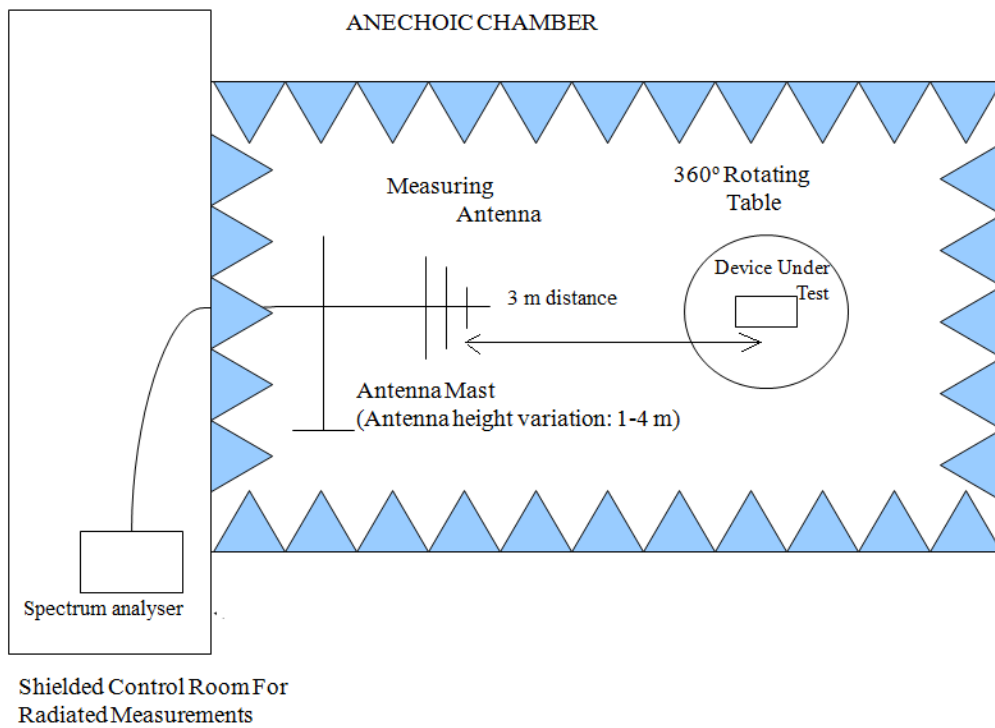 ANECHOIC CHAMBER
Measuring
Antenna
360° Rotating
Table
Device Under
Test
3 m distance
Antenna Mast
(Antenna height variation: 1-4 m)
Spectrum analyser
Shielded Control Room For
Radiated Measurements